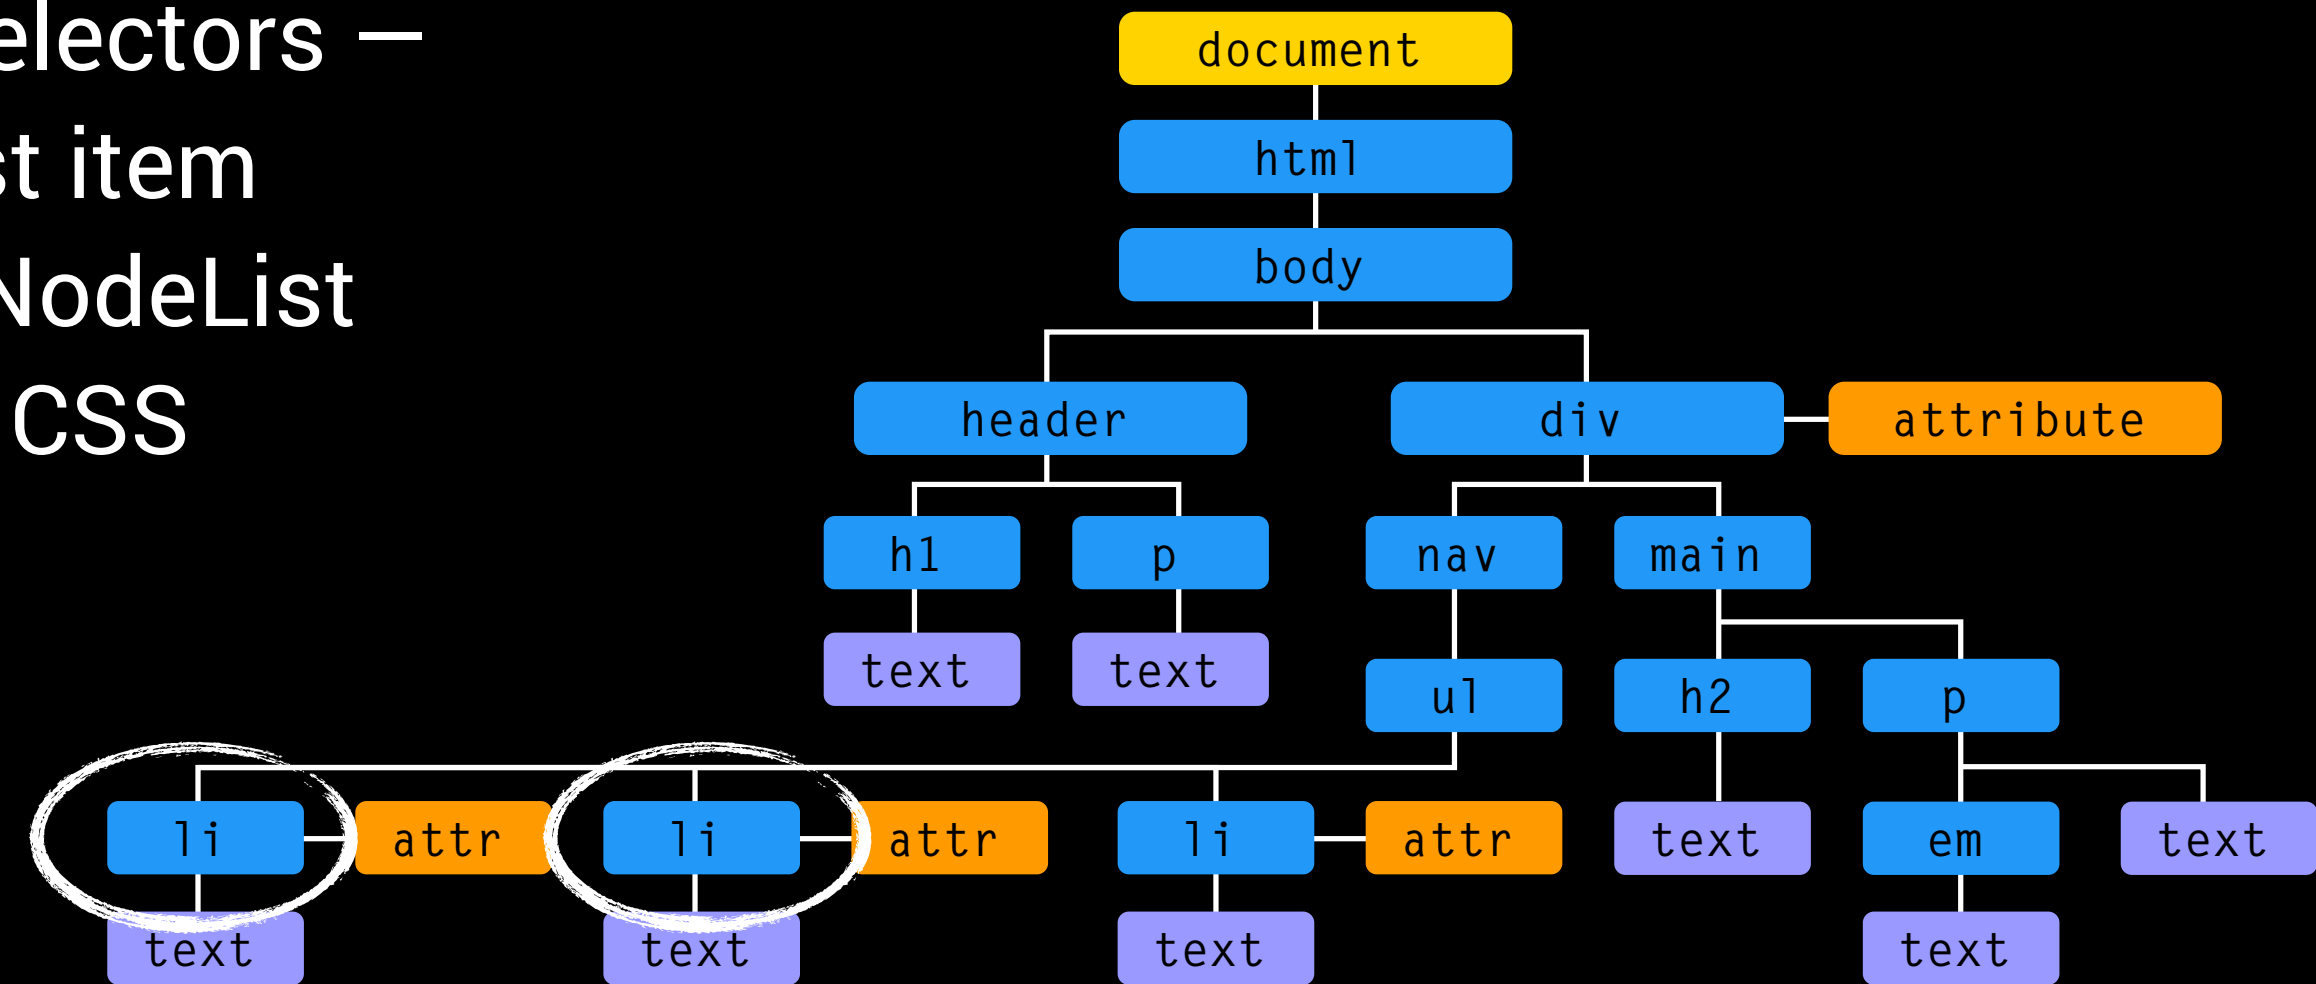 electors —
st item
NodeList
CSS
document
html
body
header
div
attribute
h1
p
nav
main
text
text
ul
h2
p
li
attr
li
attr
li
attr
text
em
text
text
text
text
text